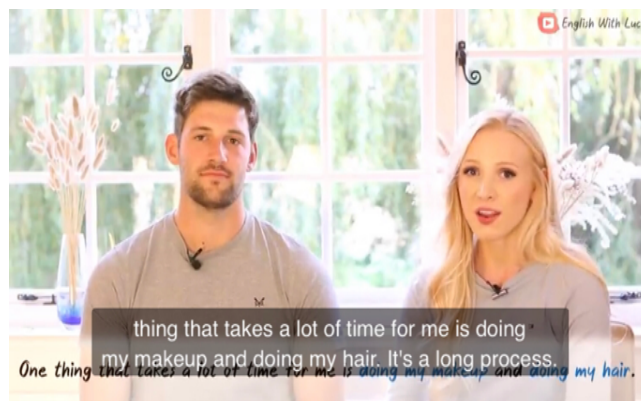 English With Luc
thing that takes a lot of time for me is doing
my makeup and doing my hair. It's a long process.
One thing that takes a lot of time for me is doing my makeup and doing my hair.